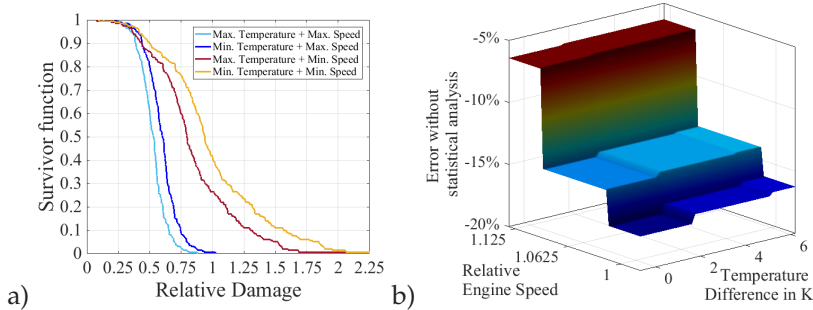 1
0.9
0.8
0.7
0.6
0.5
0.4
0.3
0.2
0.1
0
Survivor function
Max. Temperature + Max. Speed
Min. Temperature + Max. Speed
Max. Temperature + Min. Speed
Min. Temperature + Min. Speed
0 0.25 0.5 0.75 1 1.25 1.5 1.75 2 2.25
Relative Damage
a)
-5%
-10%
-15%
-20%
Error without
statistical analysis
1.125
1.0625
1
Relative
Engine Speed
0
2
4
6
Temperature
Difference in K
b)